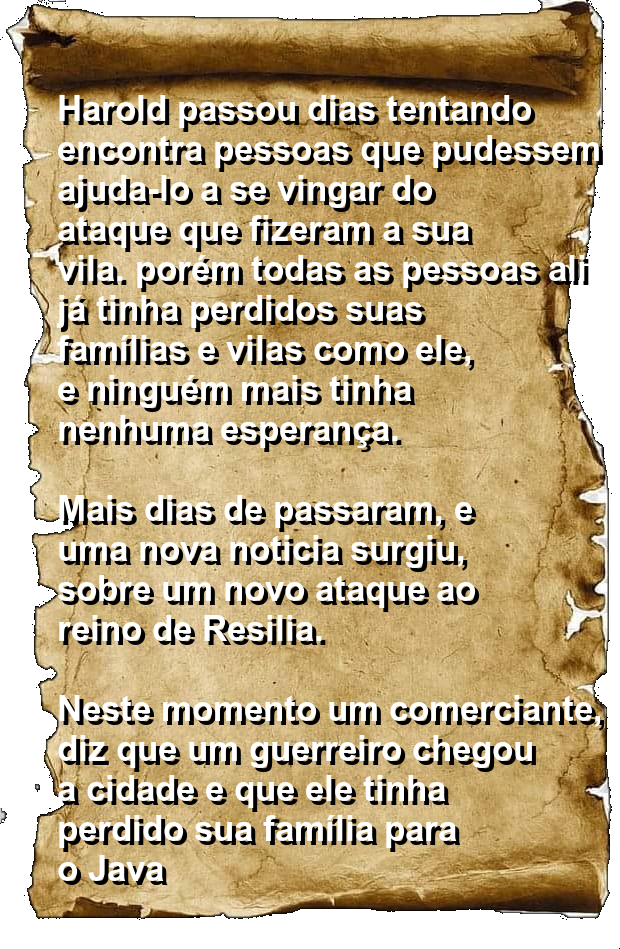 Harold passou dias tentando
encontra pessoas que pudessem
ajuda-lo a se vingar do
ataque que fizeram a sua
vila. porém todas as pessoas ali
já tinha perdidos suas
famílias e vilas como ele,
e ninguém mais tinha
nenhuma esperança.
Mais dias de passaram, e
uma nova noticia surgiu,
sobre um novo ataque ao
reino de Resilia.
Neste momento um comerciante,
diz que um guerreiro chegou
a cidade e que ele tinha
perdido sua família para
o Java